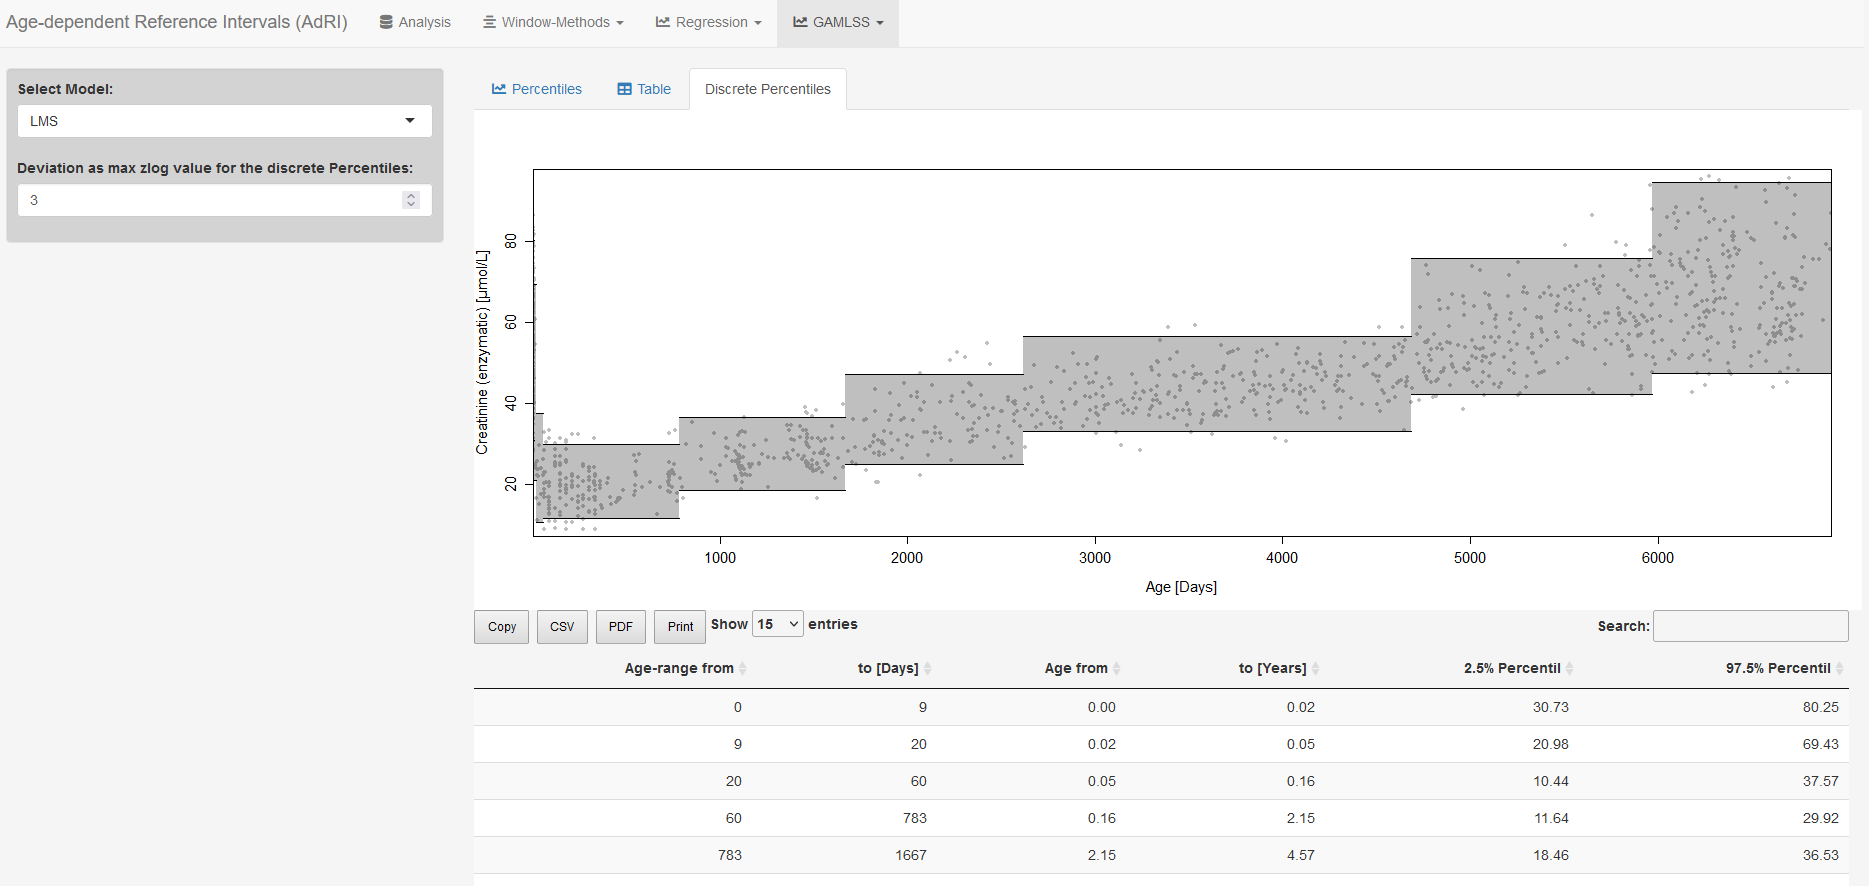 Age-dependent Reference Intervals (AdRI) Analysis Window-Methods Regression GAMLSS
Select Model:
LMS
Deviation as max zlog value for the discrete Percentiles:
3
Percentiles Table Discrete Percentiles
Creatinine (enzymatic) [µmol/L]
80
60
40
20
1000 2000 3000 4000 5000 6000
Age [Days]
Copy CSV PDF Print Show 15 entries Search:
Age-range from to [Days] Age from to [Years] 2.5% Percentil 97.5% Percentil
0 9 0.00 0.02 30.73 80.25
9 20 0.02 0.05 20.98 69.43
20 60 0.05 0.16 10.44 37.57
60 783 0.16 2.15 11.64 29.92
783 1667 2.15 4.57 18.46 36.53